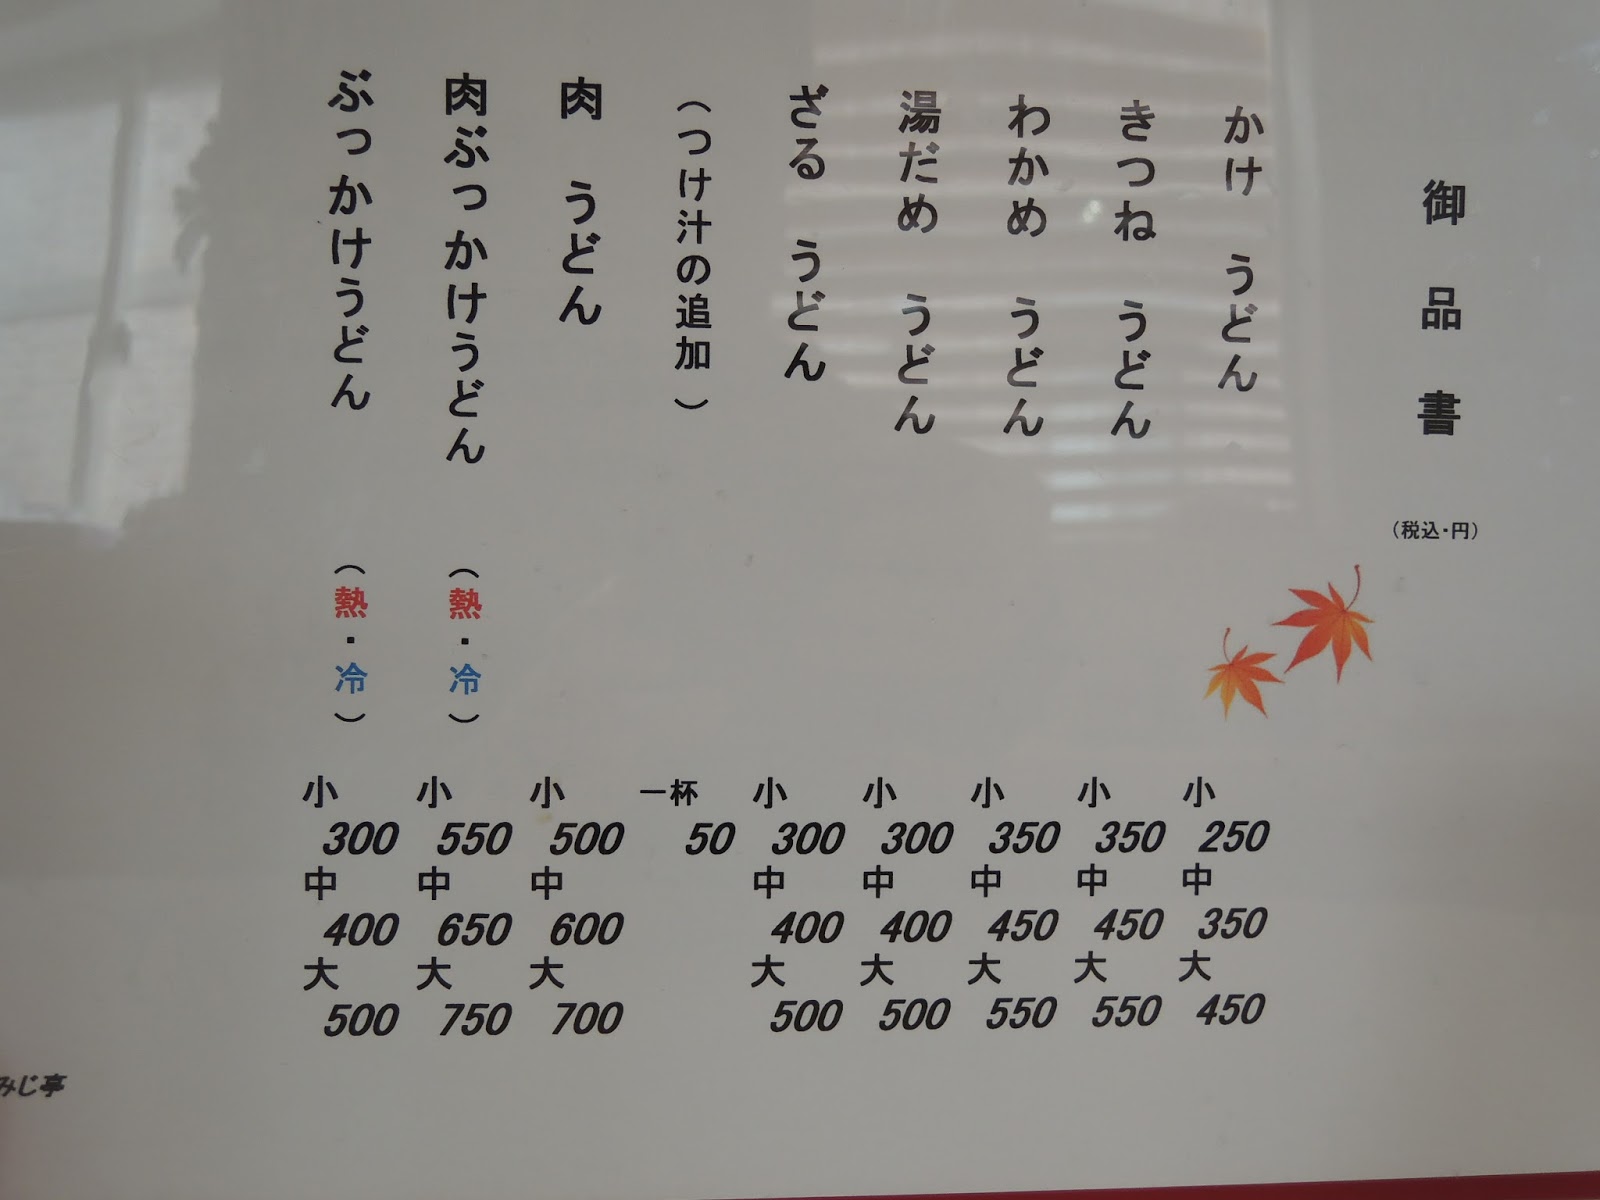 御品書
（税込・円）
かけ うどん
小 250
中 350
大 450
きつね うどん
小 350
中 450
大 550
わかめ うどん
小 350
中 450
大 550
湯だめ うどん
小 300
中 400
大 500
ざる うどん
小 300
中 400
大 500
（つけ汁の追加）
一杯 50
肉 うどん
小 500
中 600
大 700
肉ぶっかけうどん （熱・冷）
小 550
中 650
大 750
ぶっかけうどん （熱・冷）
小 300
中 400
大 500
みじ亭